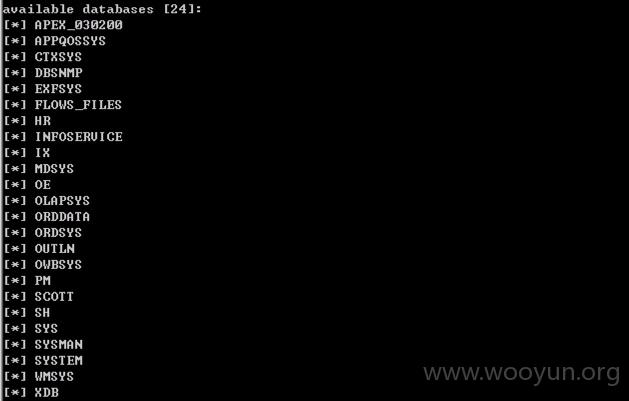 available databases [24]:
[*] APEX_030200
[*] APPQOSSYS
[*] CTXSYS
[*] DBSNMP
[*] EXFSYS
[*] FLOWS_FILES
[*] HR
[*] INFOSERVICE
[*] IX
[*] MDSYS
[*] OE
[*] OLAPSYS
[*] ORDDATA
[*] ORDSYS
[*] OUTLN
[*] OWBSYS
[*] PM
[*] SCOTT
[*] SH
[*] SYS
[*] SYSMAN
[*] SYSTEM
[*] WMSYS
[*] XDB
www.wooyun.org